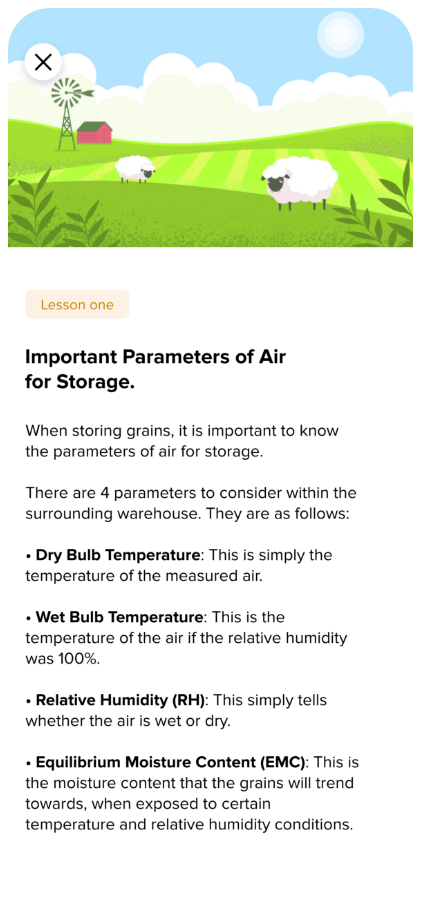 Lesson one
Important Parameters of Air
for Storage.
When storing grains, it is important to know
the parameters of air for storage.
There are 4 parameters to consider within the
surrounding warehouse. They are as follows:
• Dry Bulb Temperature: This is simply the
temperature of the measured air.
• Wet Bulb Temperature: This is the
temperature of the air if the relative humidity
was 100%.
• Relative Humidity (RH): This simply tells
whether the air is wet or dry.
• Equilibrium Moisture Content (EMC): This is
the moisture content that the grains will trend
towards, when exposed to certain
temperature and relative humidity conditions.